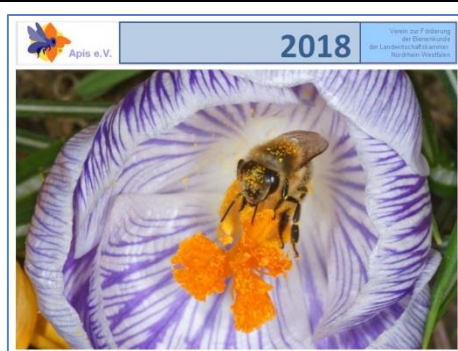 Apis e.V.
2018
Verein zur Förderung
der Bienenkunde
der Landwirtschaftskammer
Nordrhein-Westfalen